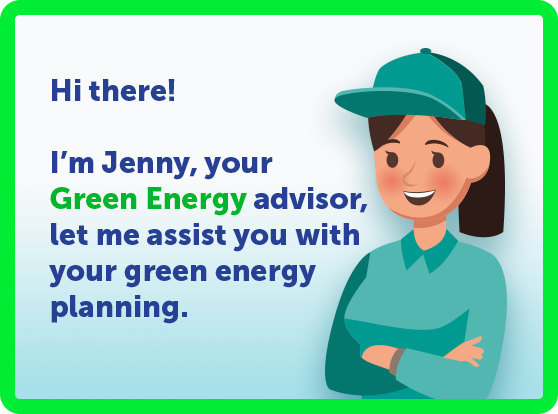 Hi there!
I’m Jenny, your
Green Energy advisor,
let me assist you with
your green energy
planning.